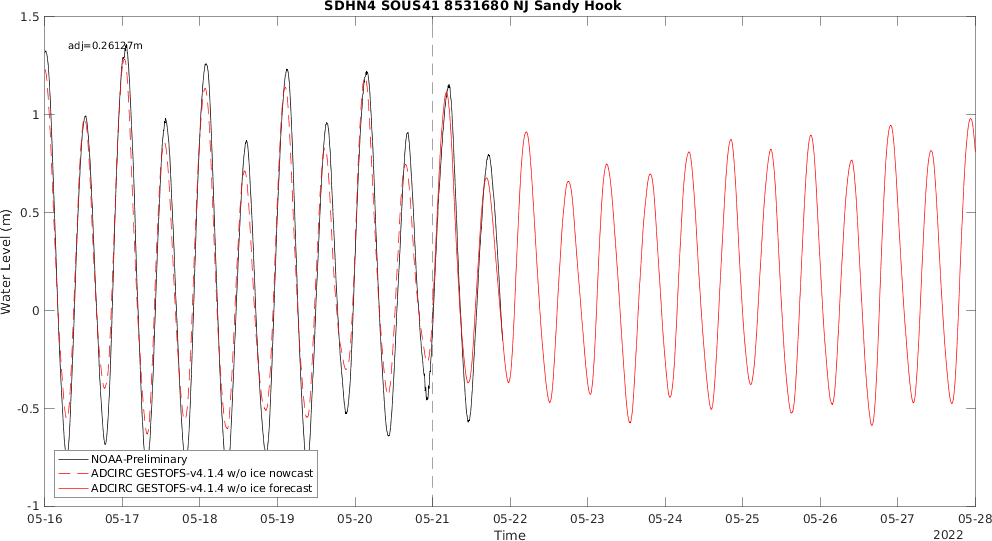 SDHN4 SOUS41 8531680 NJ Sandy Hook
adj=0.26127m
1.5
1
0.5
0
-0.5
-1
Water Level (m)
NOAA-Preliminary
ADCIRC GESTOFS-v4.1.4 w/o ice nowcast
ADCIRC GESTOFS-v4.1.4 w/o ice forecast
05-16 05-17 05-18 05-19 05-20 05-21 05-22 05-23 05-24 05-25 05-26 05-27 05-28
Time
2022